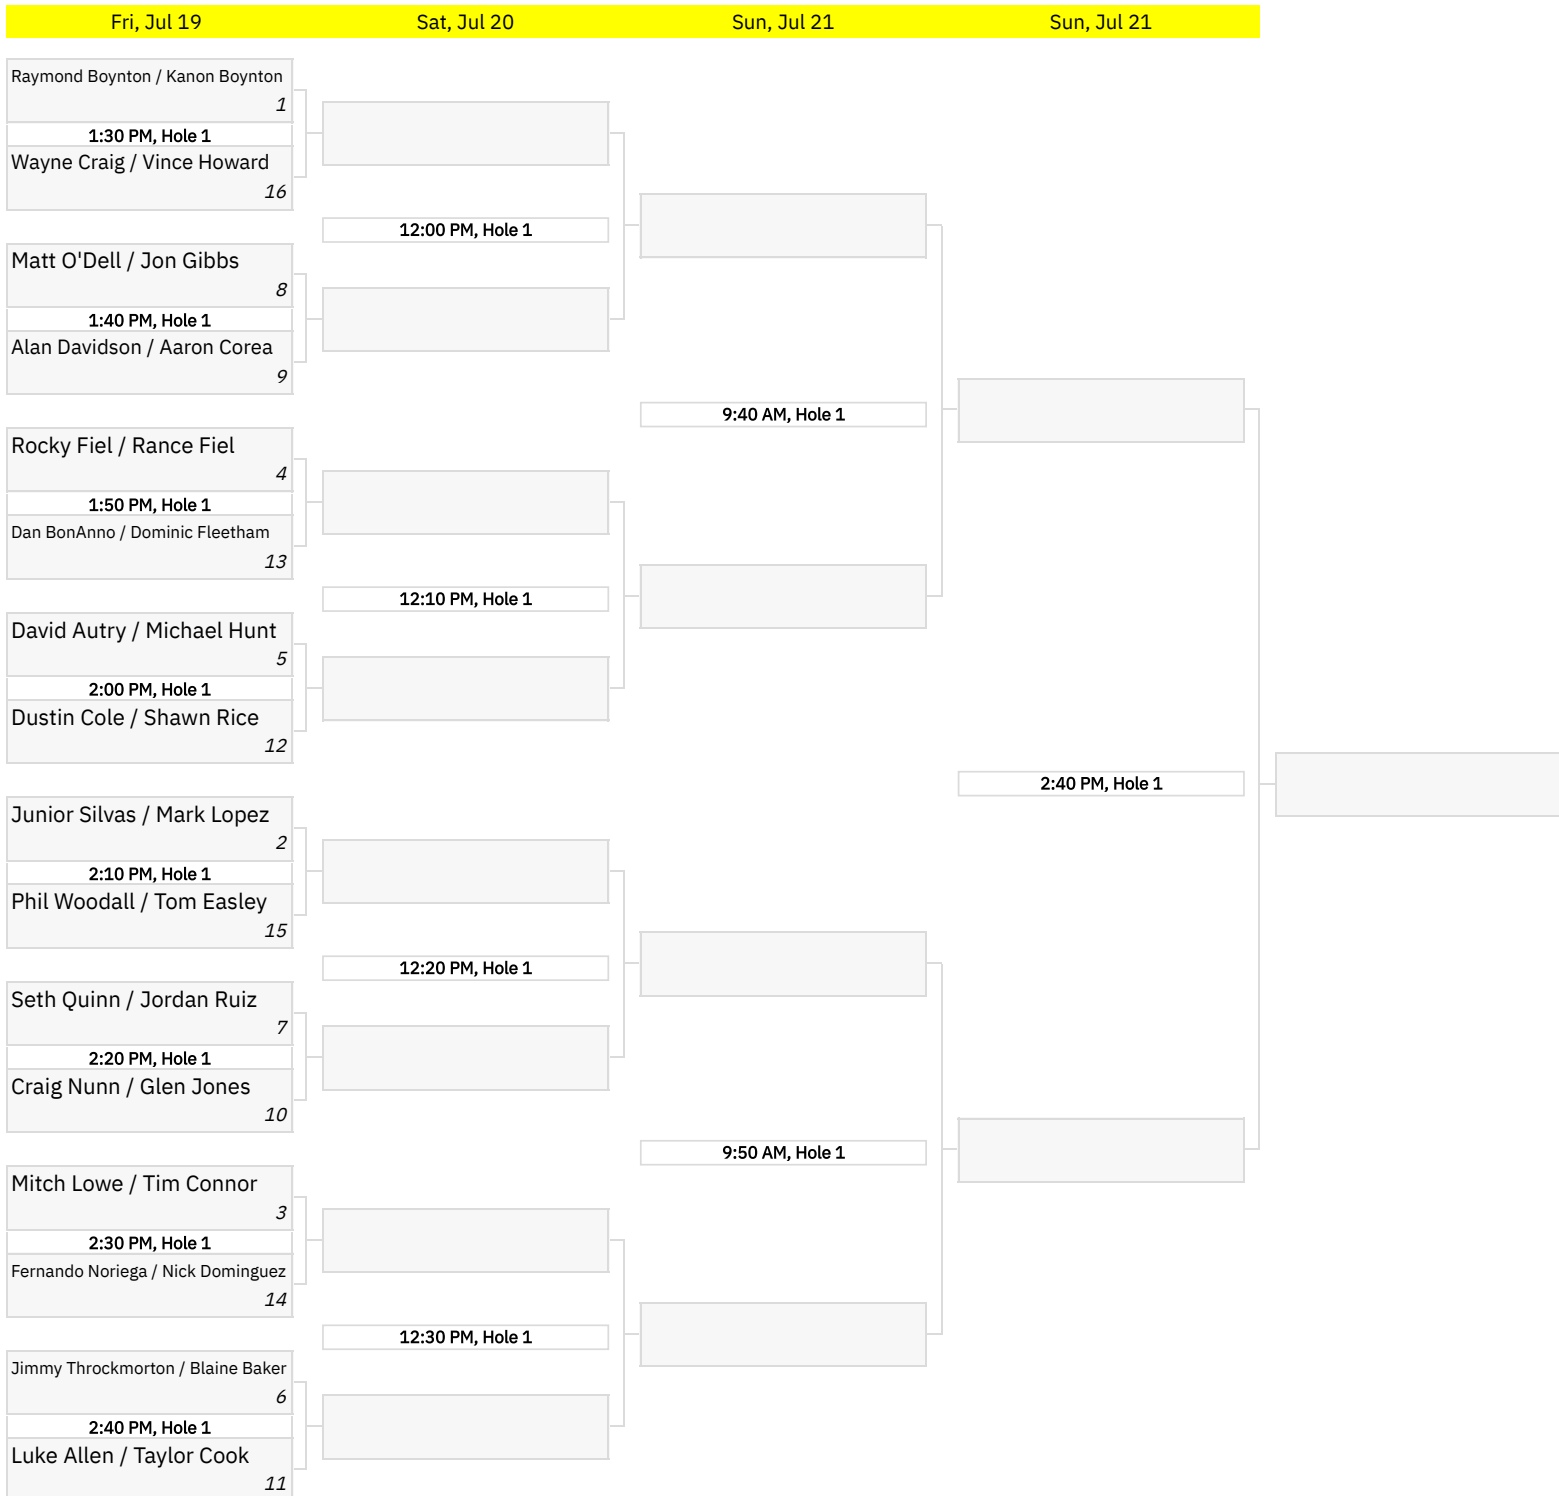 Fri, Jul 19
Sat, Jul 20
Sun, Jul 21
Sun, Jul 21
Raymond Boynton / Kanon Boynton
1
1:30 PM, Hole 1
Wayne Craig / Vince Howard
16
12:00 PM, Hole 1
Matt O'Dell / Jon Gibbs
8
1:40 PM, Hole 1
Alan Davidson / Aaron Corea
9
9:40 AM, Hole 1
Rocky Fiel / Rance Fiel
4
1:50 PM, Hole 1
Dan BonAnno / Dominic Fleetham
13
12:10 PM, Hole 1
David Autry / Michael Hunt
5
2:00 PM, Hole 1
Dustin Cole / Shawn Rice
12
2:40 PM, Hole 1
Junior Silvas / Mark Lopez
2
2:10 PM, Hole 1
Phil Woodall / Tom Easley
15
12:20 PM, Hole 1
Seth Quinn / Jordan Ruiz
7
2:20 PM, Hole 1
Craig Nunn / Glen Jones
10
9:50 AM, Hole 1
Mitch Lowe / Tim Connor
3
2:30 PM, Hole 1
Fernando Noriega / Nick Dominguez
14
12:30 PM, Hole 1
Jimmy Throckmorton / Blaine Baker
6
2:40 PM, Hole 1
Luke Allen / Taylor Cook
11